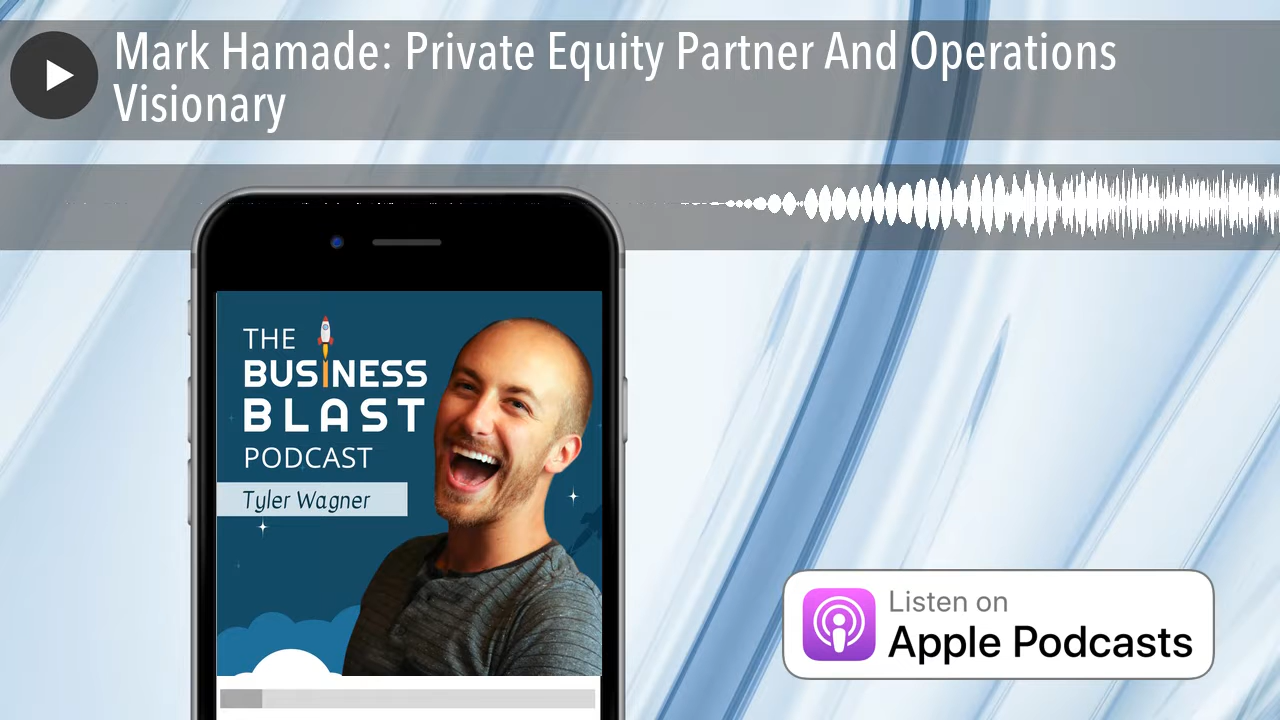 Mark Hamade: Private Equity Partner And Operations
Visionary
THE
BUSINESS
BLAST
PODCAST
Tyler Wagner
Listen on
Apple Podcasts